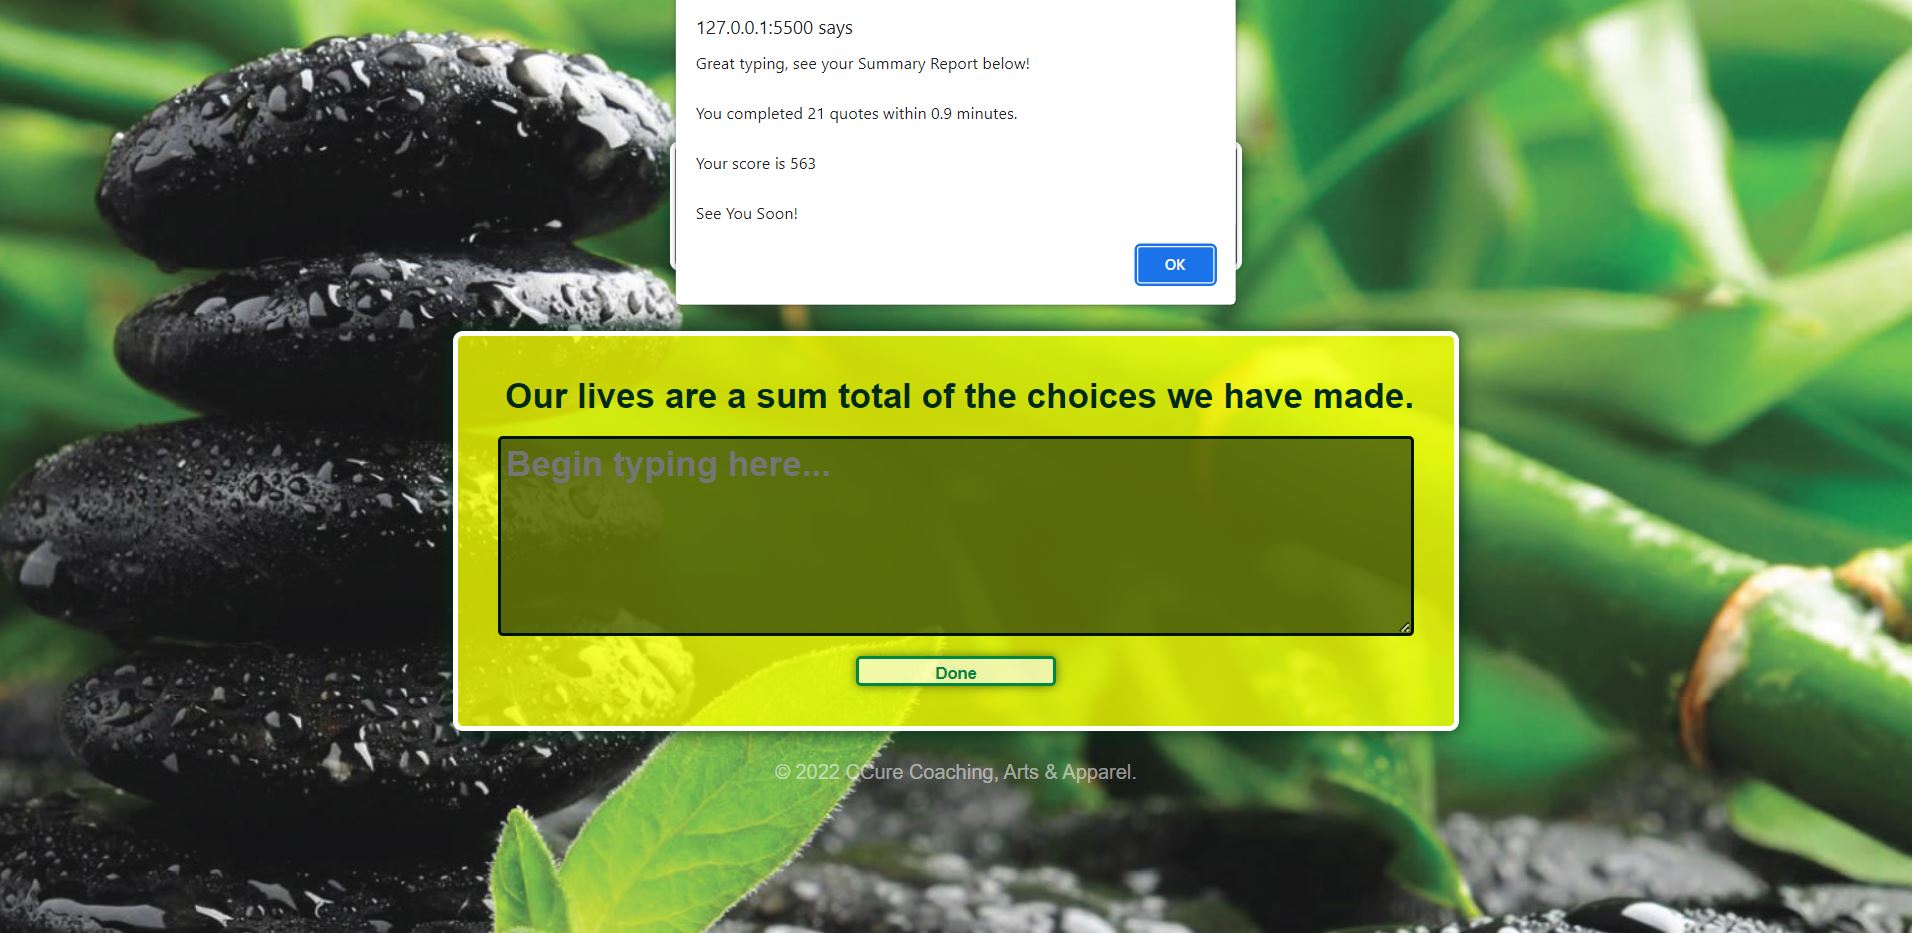 127.0.0.1:5500 says
Great typing, see your Summary Report below!
You completed 21 quotes within 0.9 minutes.
Your score is 563
See You Soon!
OK
Our lives are a sum total of the choices we have made.
Begin typing here...
Done
© 2022 CCure Coaching, Arts & Apparel.